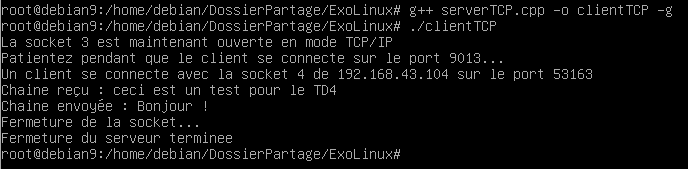 root@debian9:/home/debian/DossierPartage/ExoLinux# g++ serverTCP.cpp -o clientTCP -g
root@debian9:/home/debian/DossierPartage/ExoLinux# ./clientTCP
La socket 3 est maintenant ouverte en mode TCP/IP
Patientez pendant que le client se connecte sur le port 9013...
Un client se connecte avec la socket 4 de 192.168.43.104 sur le port 53163
Chaine reçu : ceci est un test pour le TD4
Chaine envoyée : Bonjour !
Fermeture de la socket...
Fermeture du serveur terminee
root@debian9:/home/debian/DossierPartage/ExoLinux#